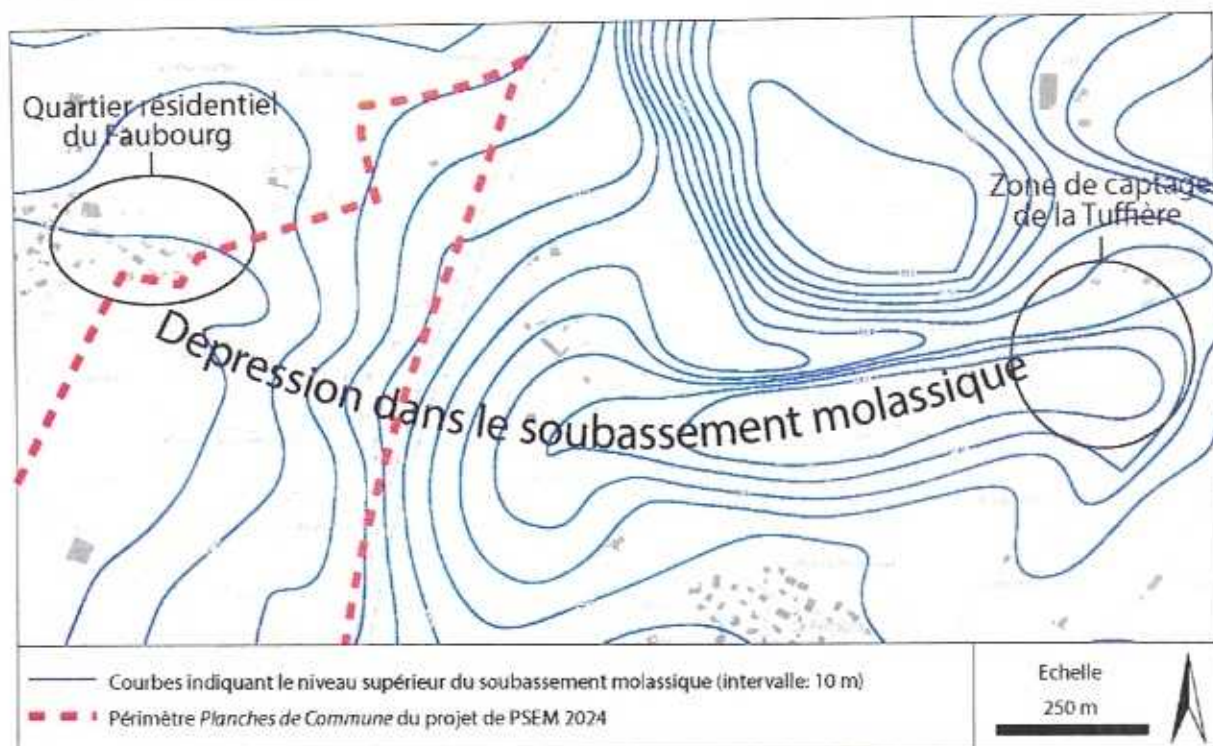 Quartier résidentiel
du Faubourg
Zone de captage
de la Tuffière
Dépression dans le soubassement molassique
Courbes indiquant le niveau supérieur du soubassement molassique (intervalle: 10 m)
Périmètre Planches de Commune du projet de PSEM 2024
Echelle
250 m